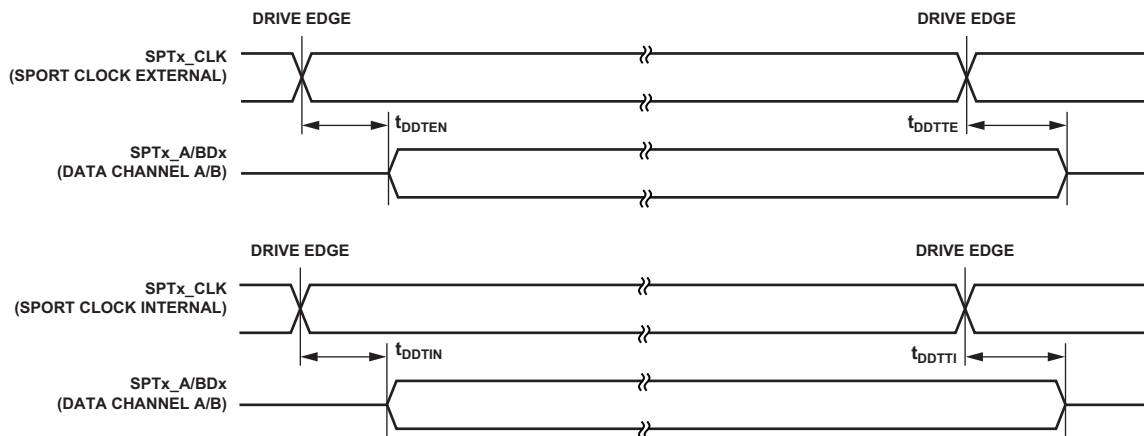 DRIVE EDGE
DRIVE EDGE
SPTx_CLK
(SPORT CLOCK EXTERNAL)
tDDTEN
tDDTTE
SPTx_A/BDx
(DATA CHANNEL A/B)
DRIVE EDGE
DRIVE EDGE
SPTx_CLK
(SPORT CLOCK INTERNAL)
tDDTIN
tDDTTI
SPTx_A/BDx
(DATA CHANNEL A/B)